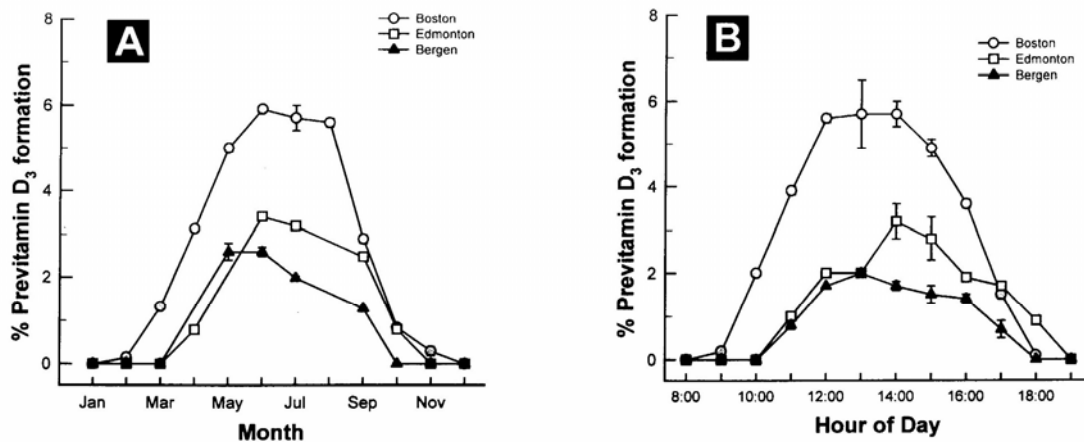 A
Boston
Edmonton
Bergen
% Previtamin D₃ formation
8
6
4
2
0
Jan Mar May Jul Sep Nov
Month
B
Boston
Edmonton
Bergen
% Previtamin D₃ formation
8
6
4
2
0
8:00 10:00 12:00 14:00 16:00 18:00
Hour of Day